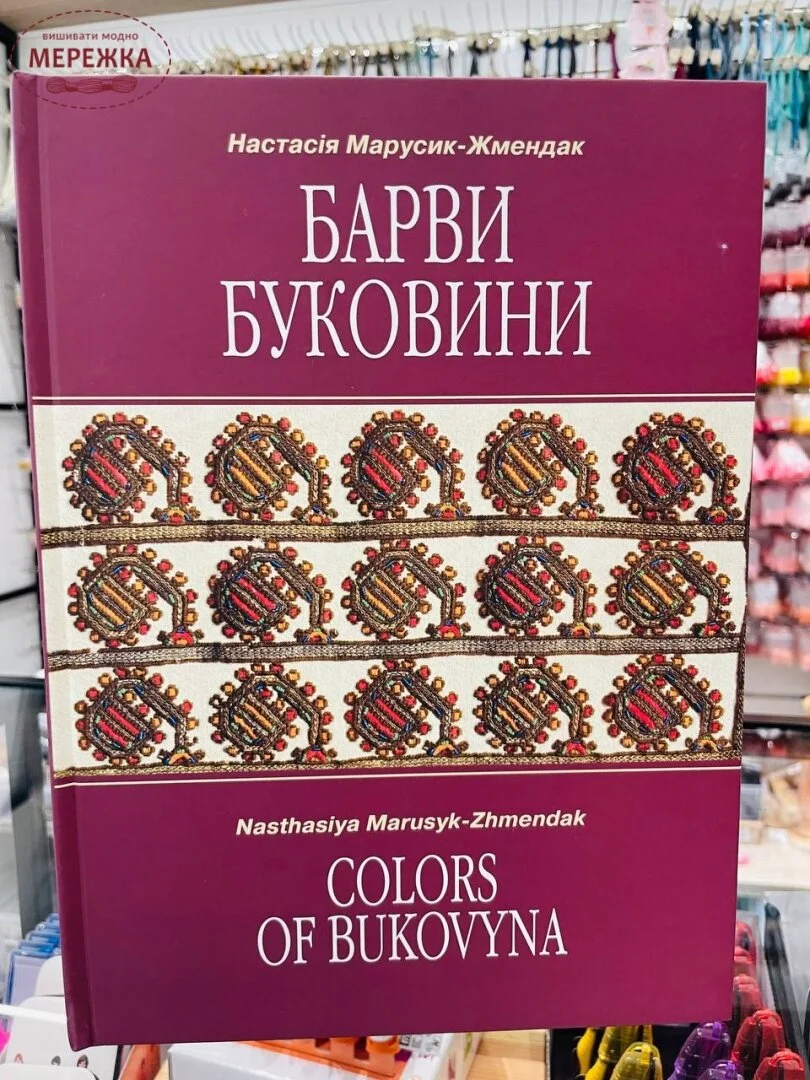 вишивати модно
МЕРЕЖКА
Настасія Марусик-Жмендак
БАРВИ
БУКОВИНИ
Nasthasiya Marusyk-Zhmendak
COLORS
OF BUKOVYNA